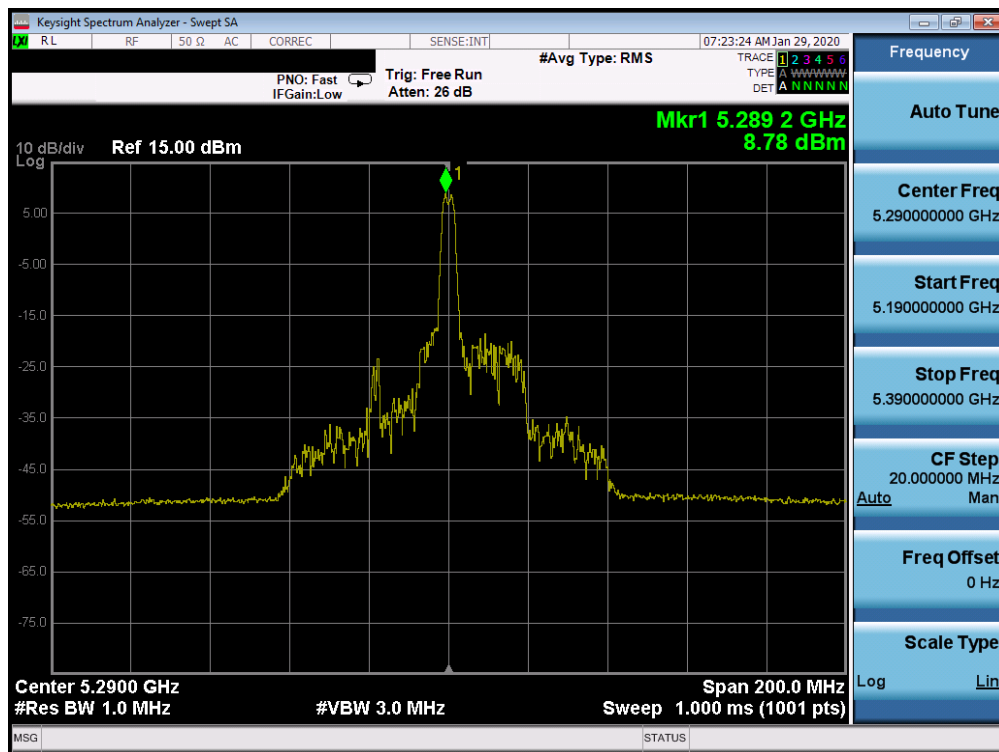 Keysight Spectrum Analyzer - Swept SA
LXI RL RF 50 Ω AC CORREC SENSE:INT 07:23:24 AM Jan 29, 2020
#Avg Type: RMS
TRACE 1 2 3 4 5 6
TYPE A WWWWW
DET A N N N N N
PNO: Fast
IFGain:Low
Trig: Free Run
Atten: 26 dB
Mkr1 5.289 2 GHz
8.78 dBm
10 dB/div
Log
Ref 15.00 dBm
1
5.00
-5.00
-15.0
-25.0
-35.0
-45.0
-55.0
-65.0
-75.0
Center 5.2900 GHz
Span 200.0 MHz
#Res BW 1.0 MHz
#VBW 3.0 MHz
Sweep 1.000 ms (1001 pts)
MSG
STATUS
Frequency
Auto Tune
Center Freq
5.290000000 GHz
Start Freq
5.190000000 GHz
Stop Freq
5.390000000 GHz
CF Step
20.000000 MHz
Auto Man
Freq Offset
0 Hz
Scale Type
Log Lin